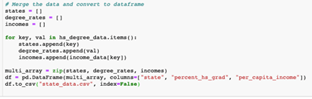 # Merge the data and convert to dataframe
states = []
degree_rates = []
incomes = []
for key, val in hs_degree_data.items():
    states.append(key)
    degree_rates.append(val)
    incomes.append(income_data[key])
multi_array = zip(states, degree_rates, incomes)
df = pd.DataFrame(multi_array, columns=["state", "percent_hs_grad", "per_capita_income"])
df.to_csv("state_data.csv", index=False)